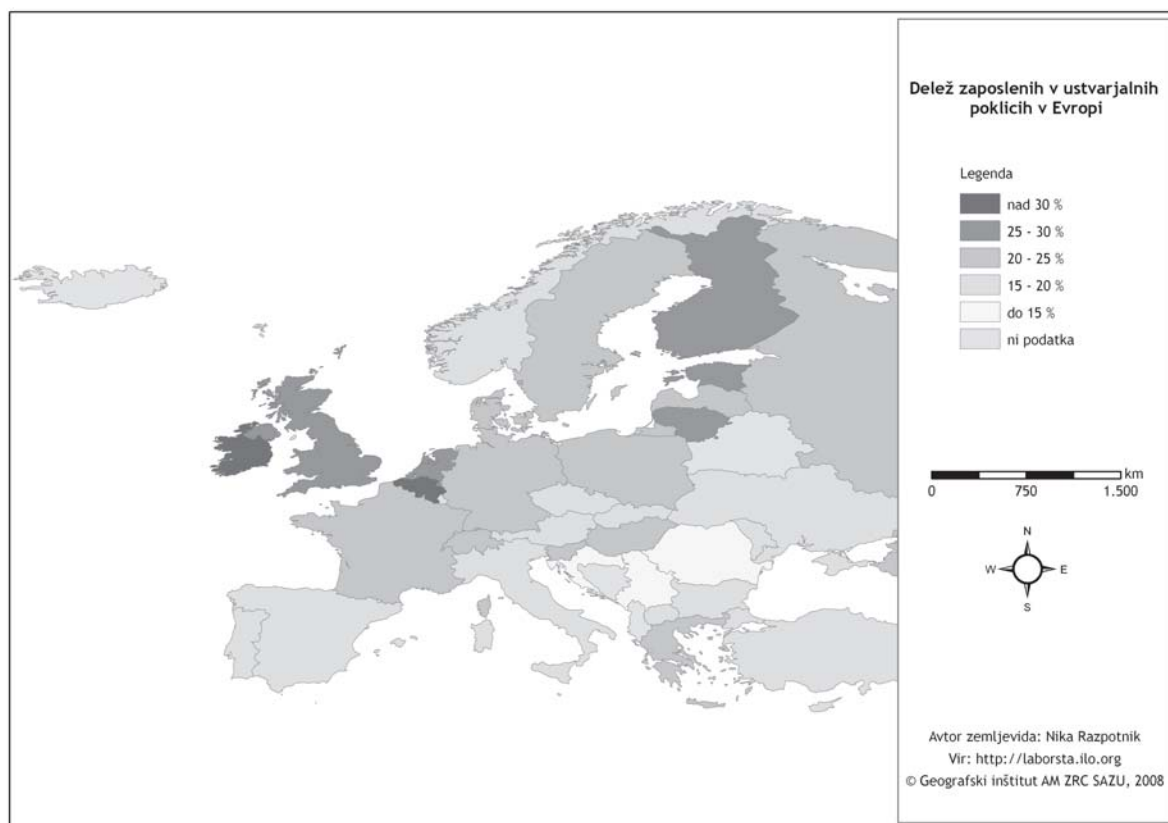 Delež zaposlenih v ustvarjalnih
poklicih v Evropi
Legenda
nad 30 %
25 - 30 %
20 - 25 %
15 - 20 %
do 15 %
ni podatka
km
0 750 1.500
N
W E
S
Avtor zemljevida: Nika Razpotnik
Vir: http://laborsta.ilo.org
© Geografski inštitut AM ZRC SAZU, 2008